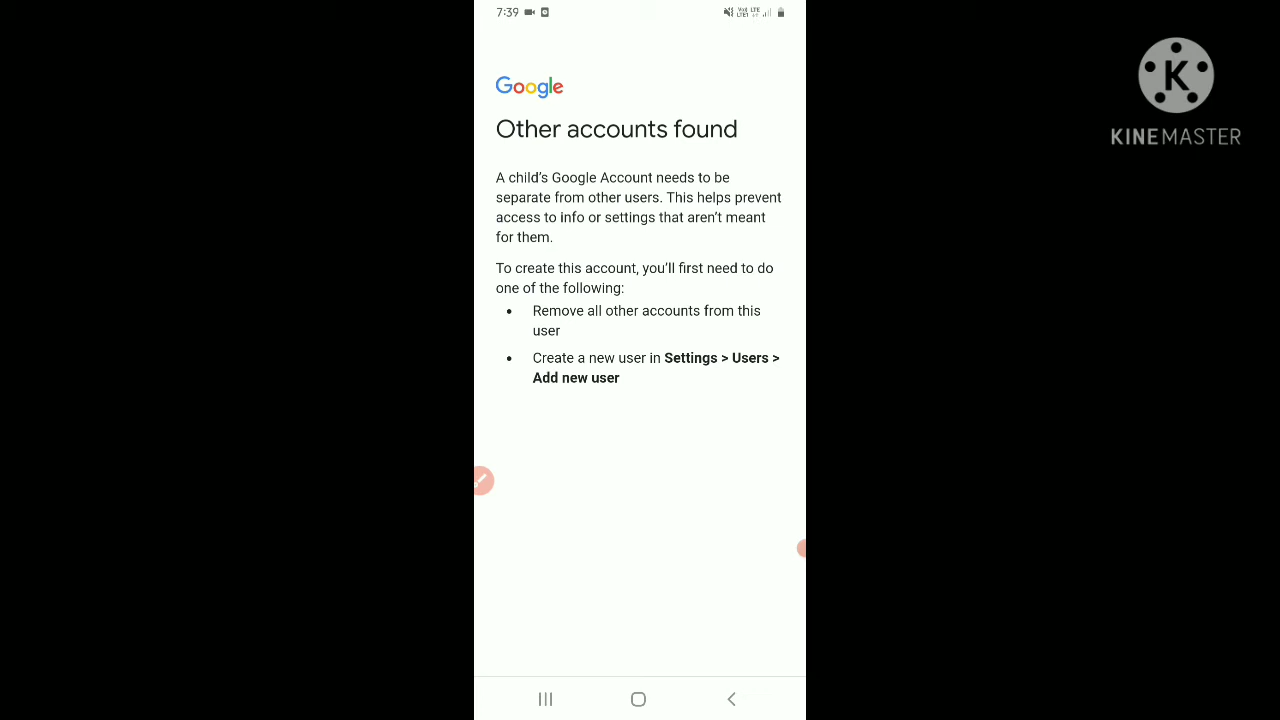 7:39
K
KINEMASTER
Google
Other accounts found
A child's Google Account needs to be
separate from other users. This helps prevent
access to info or settings that aren't meant
for them.
To create this account, you'll first need to do
one of the following:
• Remove all other accounts from this
user
• Create a new user in Settings > Users >
Add new user